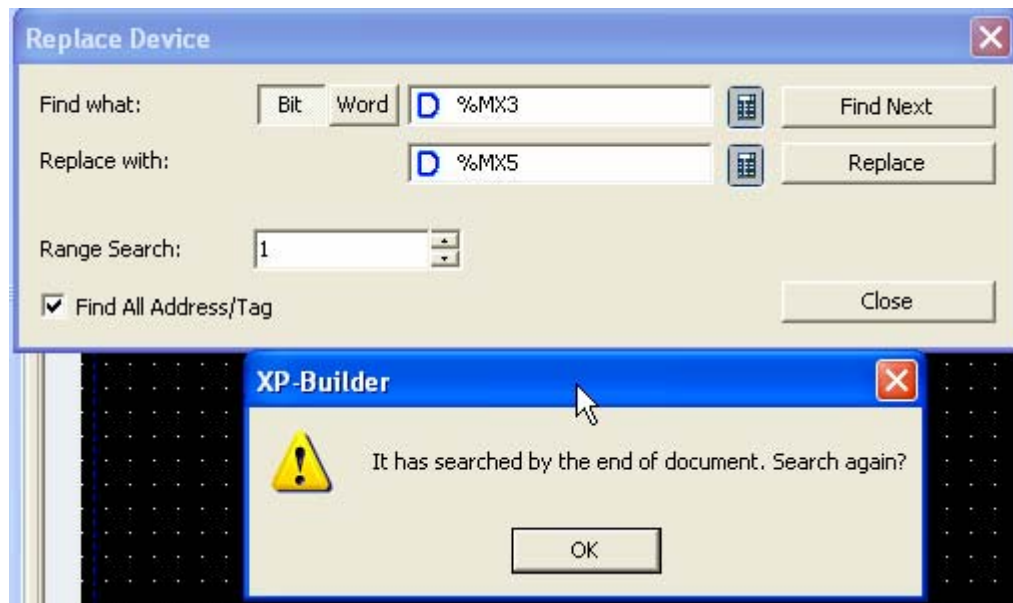 Replace Device
Find what: Bit Word D %MX3 Find Next
Replace with: D %MX5 Replace
Range Search: 1
Find All Address/Tag Close
XP-Builder
It has searched by the end of document. Search again?
OK